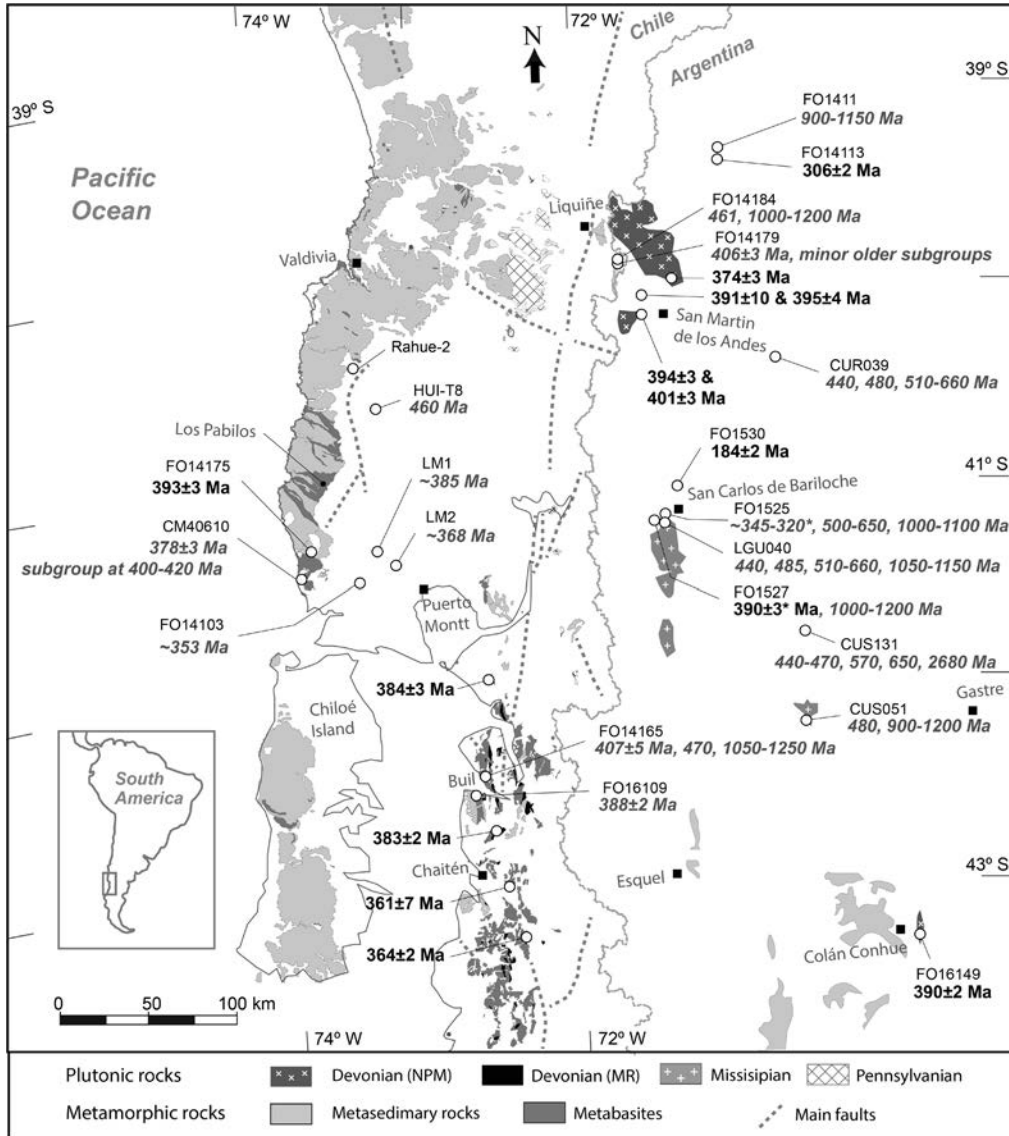 74º W
72º W
N
Chile
Argentina
39º S
39º S
Pacific
Ocean
FO1411
900-1150 Ma
FO14113
306±2 Ma
Liquiñe
FO14184
461, 1000-1200 Ma
FO14179
406±3 Ma, minor older subgroups
Valdivia
374±3 Ma
391±10 & 395±4 Ma
San Martin
de los Andes
Rahue-2
394±3 &
401±3 Ma
CUR039
440, 480, 510-660 Ma
HUI-T8
460 Ma
Los Pabilos
FO14175
393±3 Ma
LM1
~385 Ma
FO1530
184±2 Ma
41º S
San Carlos de Bariloche
FO1525
~345-320*, 500-650, 1000-1100 Ma
CM40610
378±3 Ma
subgroup at 400-420 Ma
LM2
~368 Ma
LGU040
440, 485, 510-660, 1050-1150 Ma
FO1527
390±3* Ma, 1000-1200 Ma
Puerto
Montt
FO14103
~353 Ma
CUS131
440-470, 570, 650, 2680 Ma
384±3 Ma
Chiloé
Island
Gastre
CUS051
480, 900-1200 Ma
FO14165
407±5 Ma, 470, 1050-1250 Ma
Buil
FO16109
388±2 Ma
South
America
383±2 Ma
Chaitén
Esquel
43º S
361±7 Ma
364±2 Ma
Colán Conhue
FO16149
390±2 Ma
0 50 100 km
74º W
72º W
Plutonic rocks
Devonian (NPM)
Devonian (MR)
Missisipian
Pennsylvanian
Metamorphic rocks
Metasedimary rocks
Metabasites
Main faults